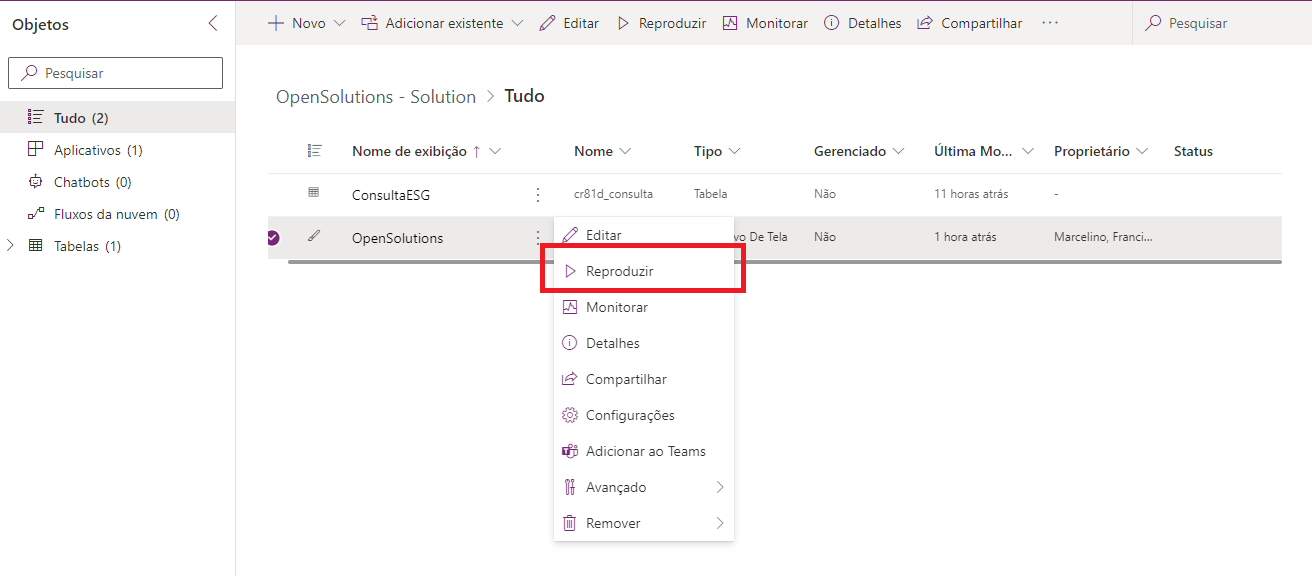 Objetos
Novo Adicionar existente Editar Reproduzir Monitorar Detalhes Compartilhar ··· Pesquisar
Pesquisar
Tudo (2)
Aplicativos (1)
Chatbots (0)
Fluxos da nuvem (0)
Tabelas (1)
OpenSolutions - Solution > Tudo
Nome de exibição ↑ Nome Tipo Gerenciado Última Mo... Proprietário Status
ConsultaESG cr81d_consulta Tabela Não 11 horas atrás -
OpenSolutions vo De Tela Não 1 hora atrás Marcelino, Franci...
Editar
Reproduzir
Monitorar
Detalhes
Compartilhar
Configurações
Adicionar ao Teams
Avançado
Remover